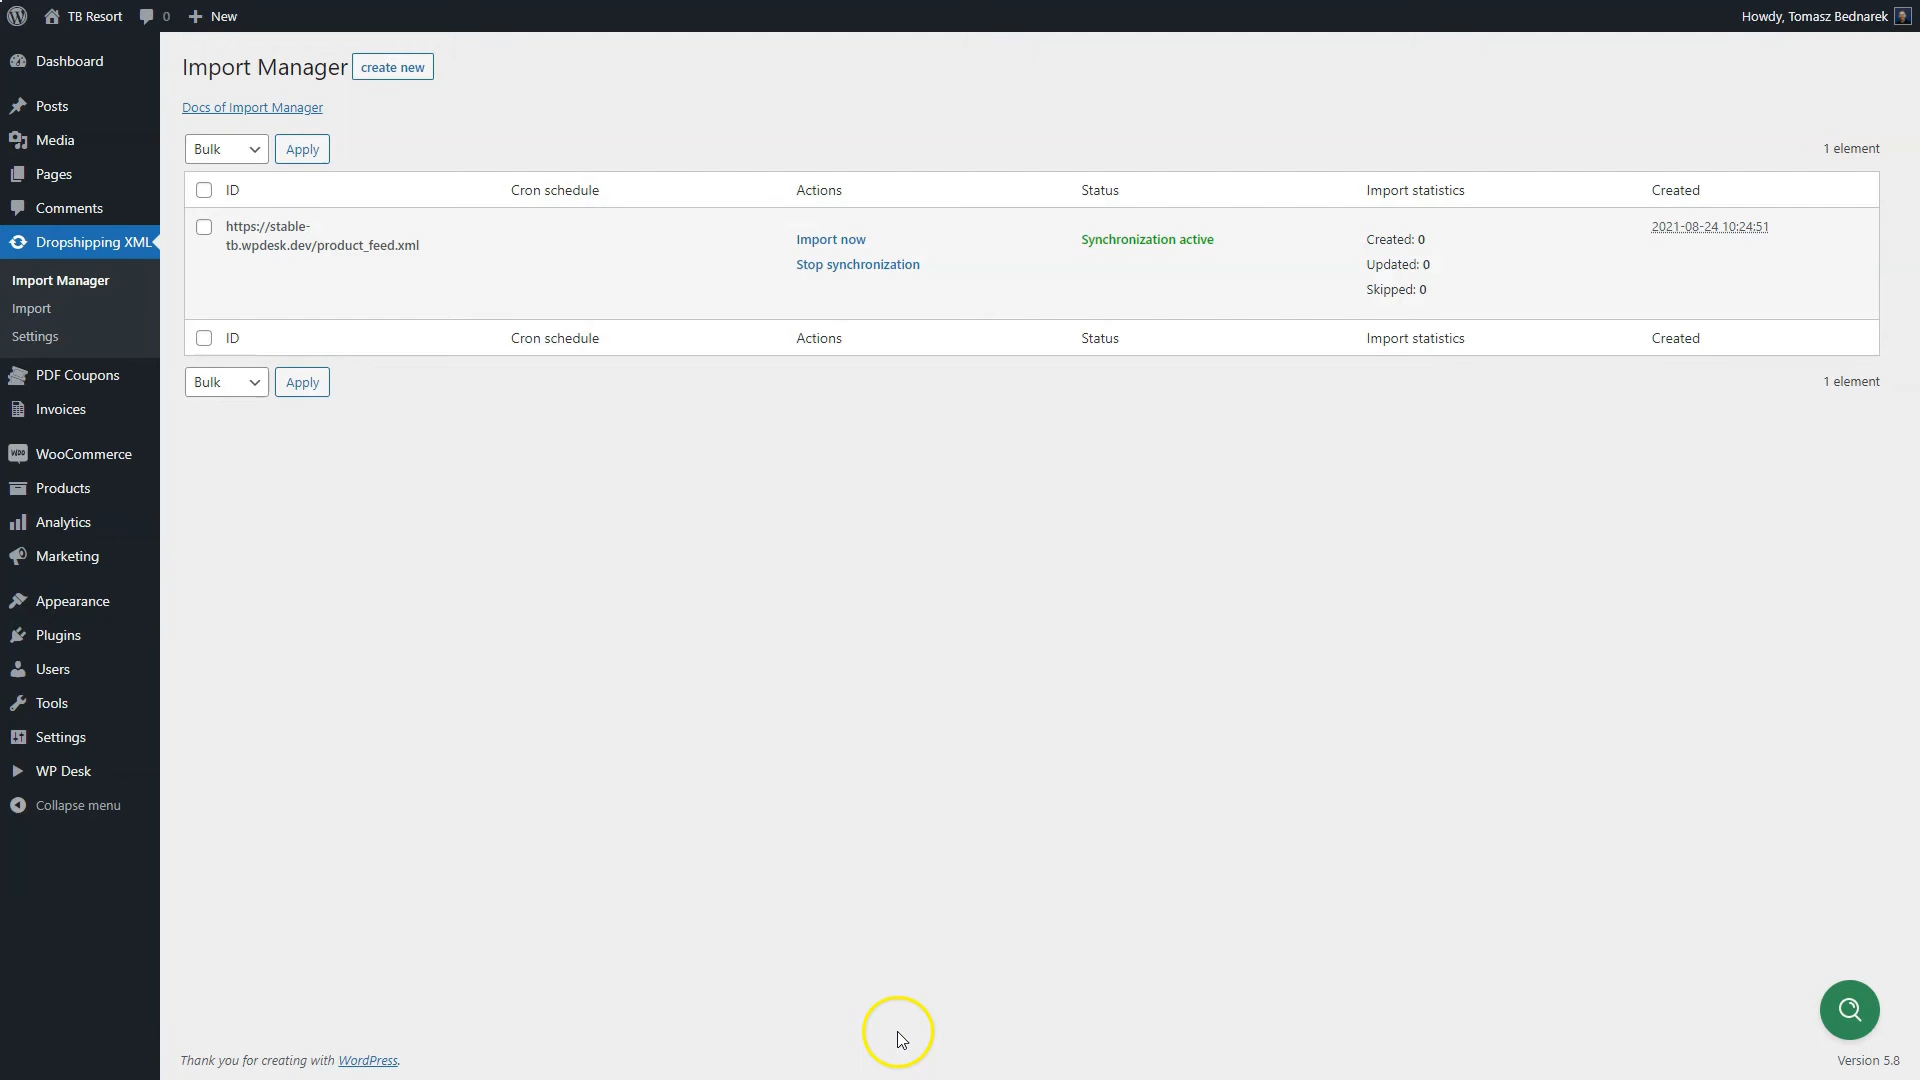 TB Resort
0
New
Howdy, Tomasz Bednarek
Dashboard
Posts
Media
Pages
Comments
Dropshipping XML
Import Manager
Import
Settings
PDF Coupons
Invoices
WooCommerce
Products
Analytics
Marketing
Appearance
Plugins
Users
Tools
Settings
WP Desk
Collapse menu
Import Manager
create new
Docs of Import Manager
Bulk
Apply
1 element
ID
Cron schedule
Actions
Status
Import statistics
Created
https://stable-
tb.wpdesk.dev/product_feed.xml
Import now
Stop synchronization
Synchronization active
Created: 0
Updated: 0
Skipped: 0
2021-08-24 10:24:51
ID
Cron schedule
Actions
Status
Import statistics
Created
Bulk
Apply
1 element
Thank you for creating with WordPress.
Version 5.8